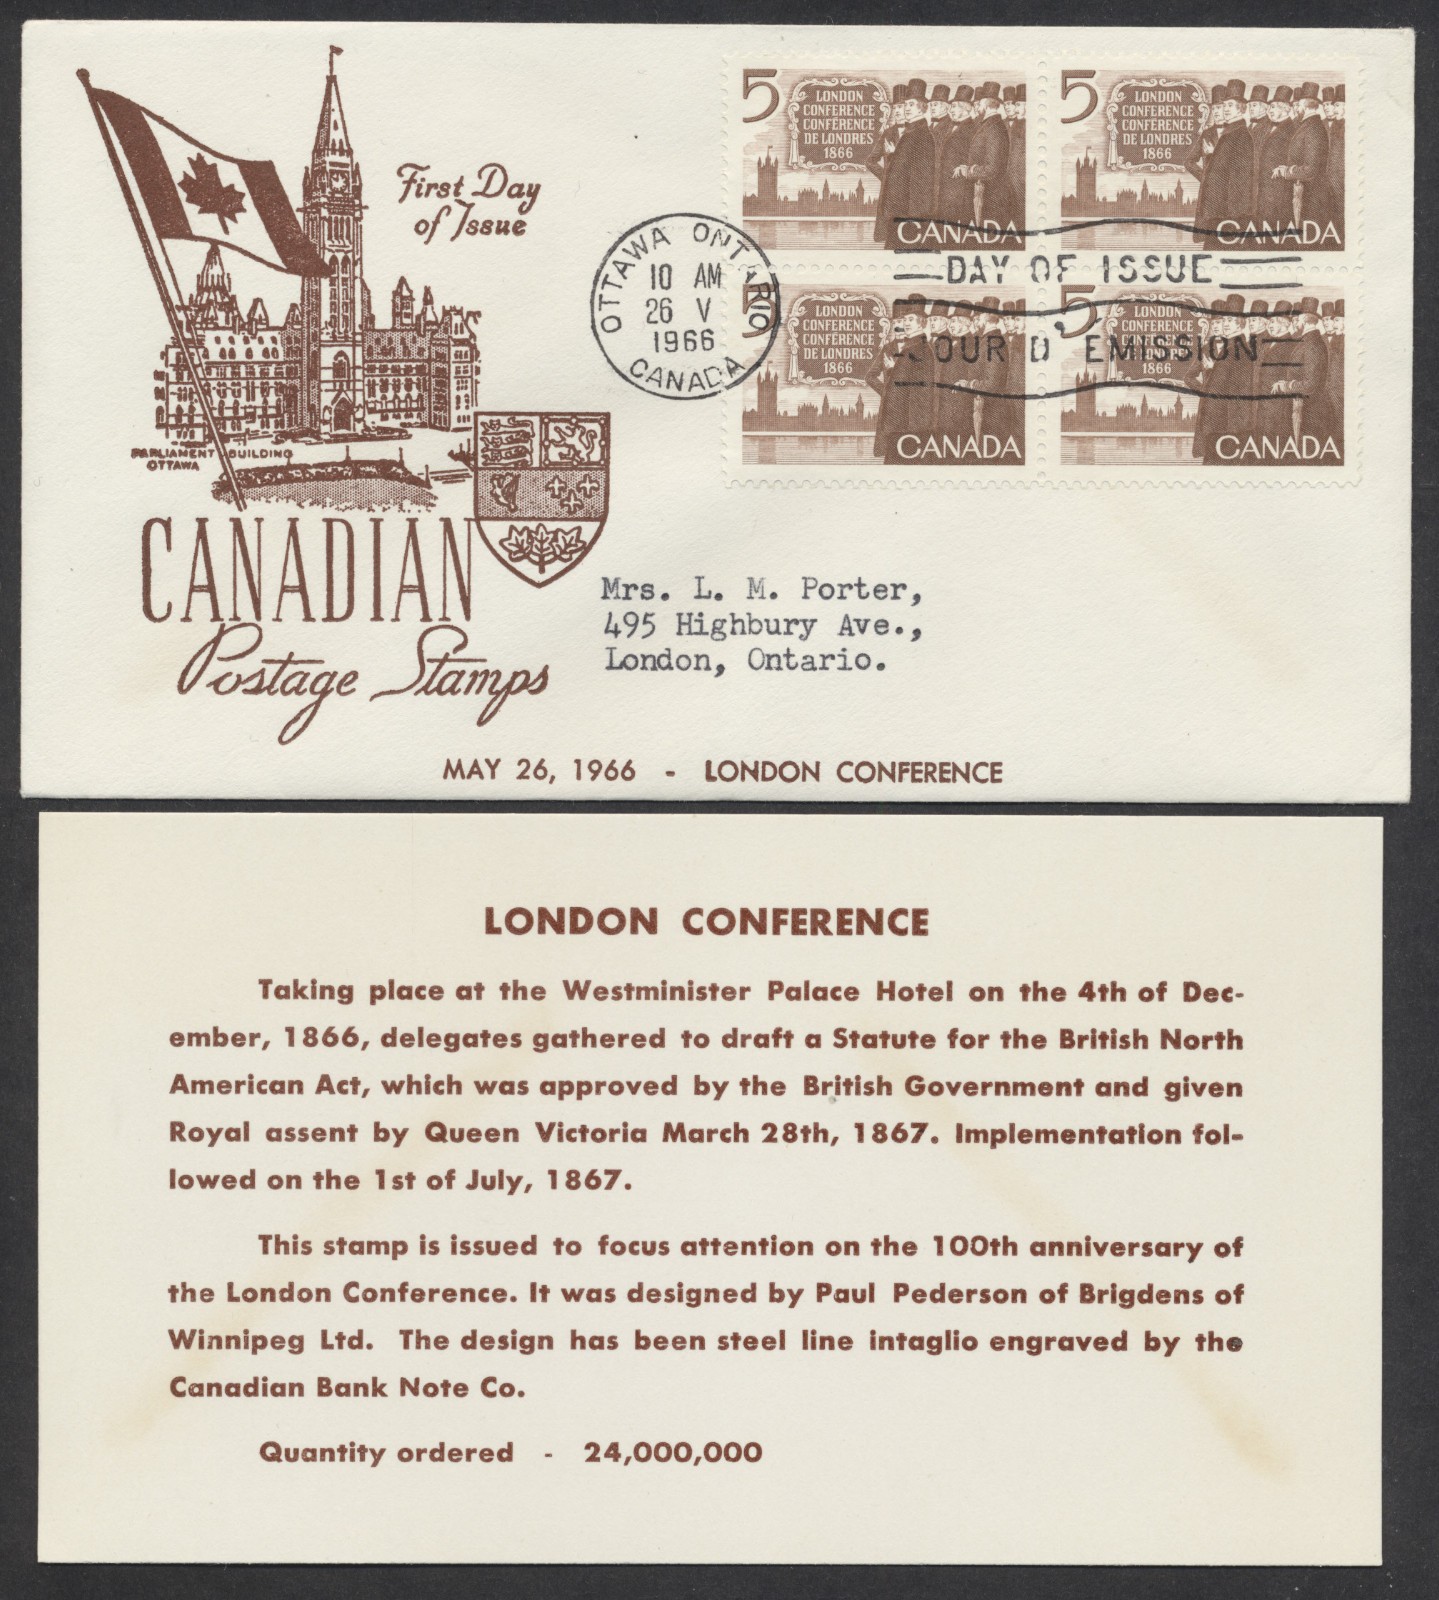 First Day
of Issue
PARLIAMENT BUILDING
OTTAWA
CANADIAN
Postage Stamps
5
LONDON
CONFERENCE
CONFÉRENCE
DE LONDRES
1866
CANADA
5
LONDON
CONFERENCE
CONFÉRENCE
DE LONDRES
1866
CANADA
5
LONDON
CONFERENCE
CONFÉRENCE
DE LONDRES
1866
CANADA
5
LONDON
CONFERENCE
CONFÉRENCE
DE LONDRES
1866
CANADA
OTTAWA ONTARIO
10 AM
26 V
1966
CANADA
DAY OF ISSUE
JOUR D'EMISSION
Mrs. L. M. Porter,
495 Highbury Ave.,
London, Ontario.
MAY 26, 1966 - LONDON CONFERENCE
LONDON CONFERENCE
Taking place at the Westminister Palace Hotel on the 4th of Dec-
ember, 1866, delegates gathered to draft a Statute for the British North
American Act, which was approved by the British Government and given
Royal assent by Queen Victoria March 28th, 1867. Implementation fol-
lowed on the 1st of July, 1867.
This stamp is issued to focus attention on the 100th anniversary of
the London Conference. It was designed by Paul Pederson of Brigdens of
Winnipeg Ltd. The design has been steel line intaglio engraved by the
Canadian Bank Note Co.
Quantity ordered - 24,000,000